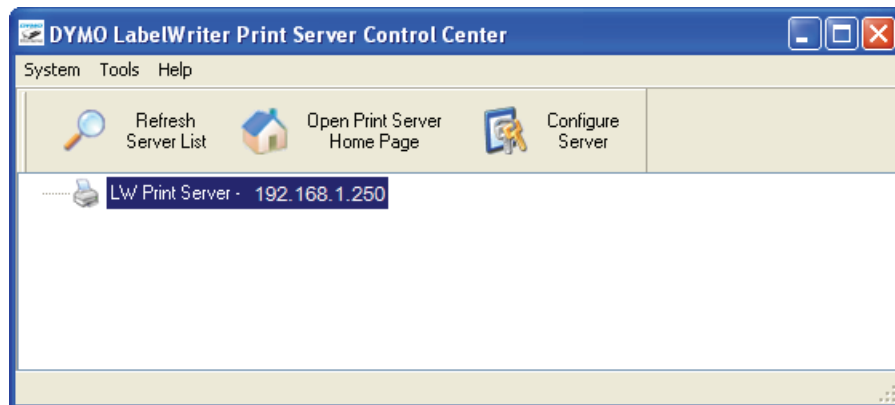 DYMO LabelWriter Print Server Control Center
System Tools Help
Refresh Server List
Open Print Server Home Page
Configure Server
LW Print Server - 192.168.1.250